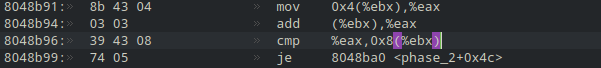 8048b91:	8b 43 04	»	mov	0x4(%ebx),%eax
8048b94:	03 03	»	add	(%ebx),%eax
8048b96:	39 43 08	»	cmp	%eax,0x8(%ebx)
8048b99:	74 05	»	je	8048ba0 <phase_2+0x4c>